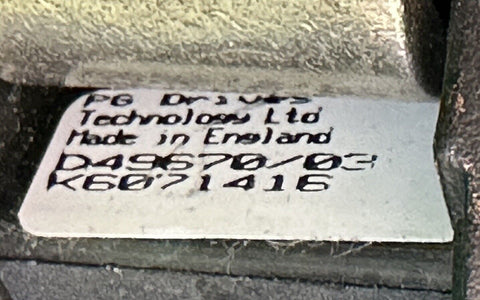 PG Drives
Technology Ltd
Made in England
D49670/03
K6071416